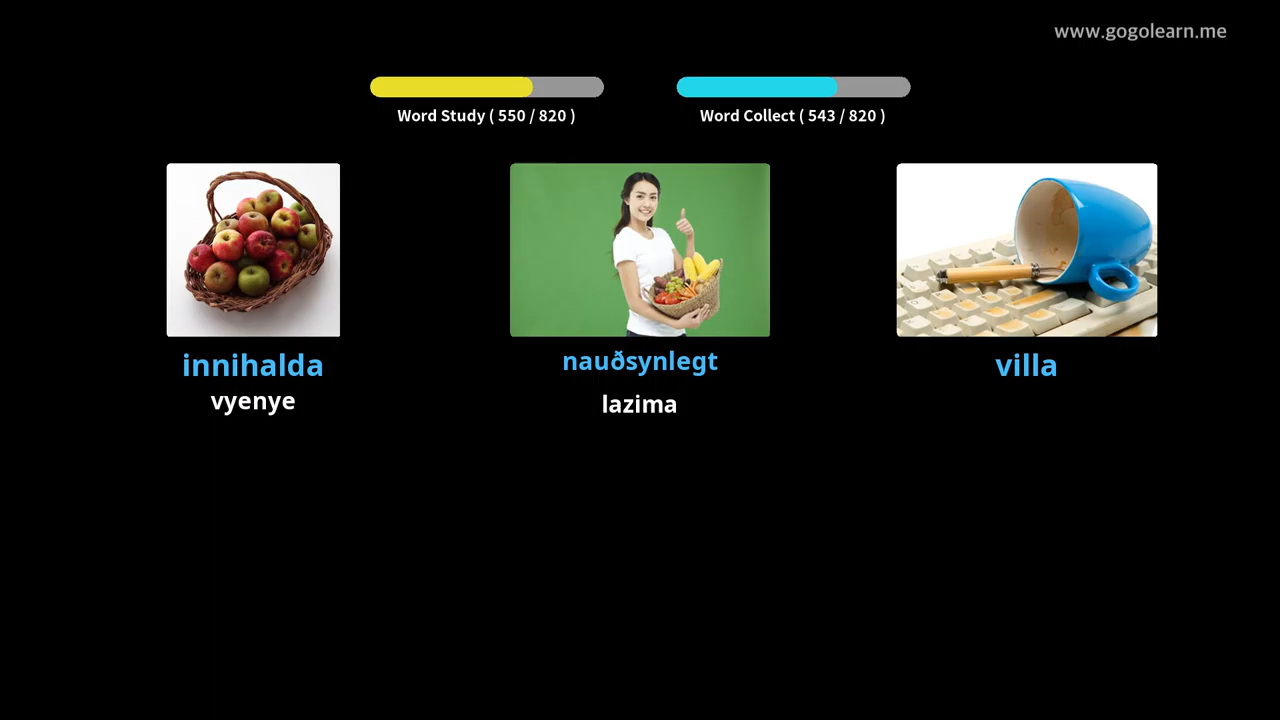 www.gogolearn.me
Word Study ( 550 / 820 )
Word Collect ( 543 / 820 )
innihalda
vyenye
nauðsynlegt
lazima
villa